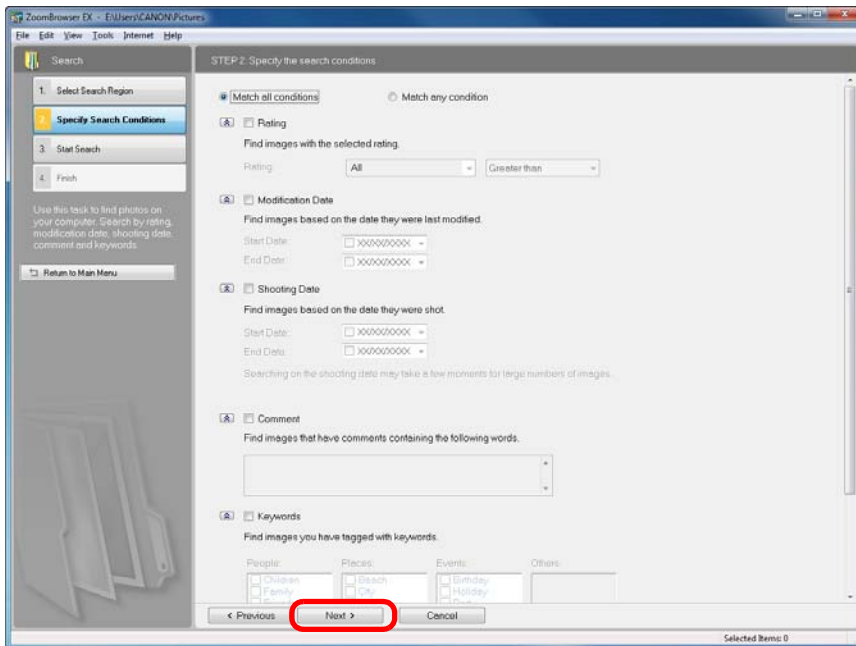 ZoomBrowser EX - E:\Users\CANON\Pictures
File Edit View Tools Internet Help
Search
STEP 2: Specify the search conditions
1. Select Search Region
2. Specify Search Conditions
3. Start Search
4. Finish
Use this task to find photos on
your computer. Search by rating,
modification date, shooting date,
comment and keywords.
Return to Main Menu
Match all conditions Match any condition
Rating
Find images with the selected rating.
Rating: All Greater than
Modification Date
Find images based on the date they were last modified.
Start Date: XX/XX/XXXX
End Date: XX/XX/XXXX
Shooting Date
Find images based on the date they were shot.
Start Date: XX/XX/XXXX
End Date: XX/XX/XXXX
Searching on the shooting date may take a few moments for large numbers of images.
Comment
Find images that have comments containing the following words.
Keywords
Find images you have tagged with keywords.
People: Places: Events: Others:
Children Beach Birthday
Family City Holiday
< Previous Next > Cancel
Selected Items: 0